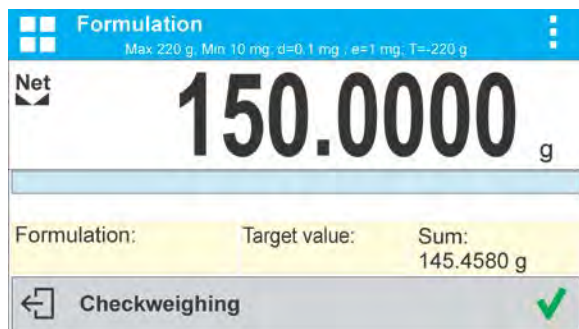 Formulation
Max 220 g; Min 10 mg; d=0.1 mg ; e=1 mg; T=-220 g
Net
150.0000 g
Formulation: Target value: Sum:
145.4580 g
Checkweighing